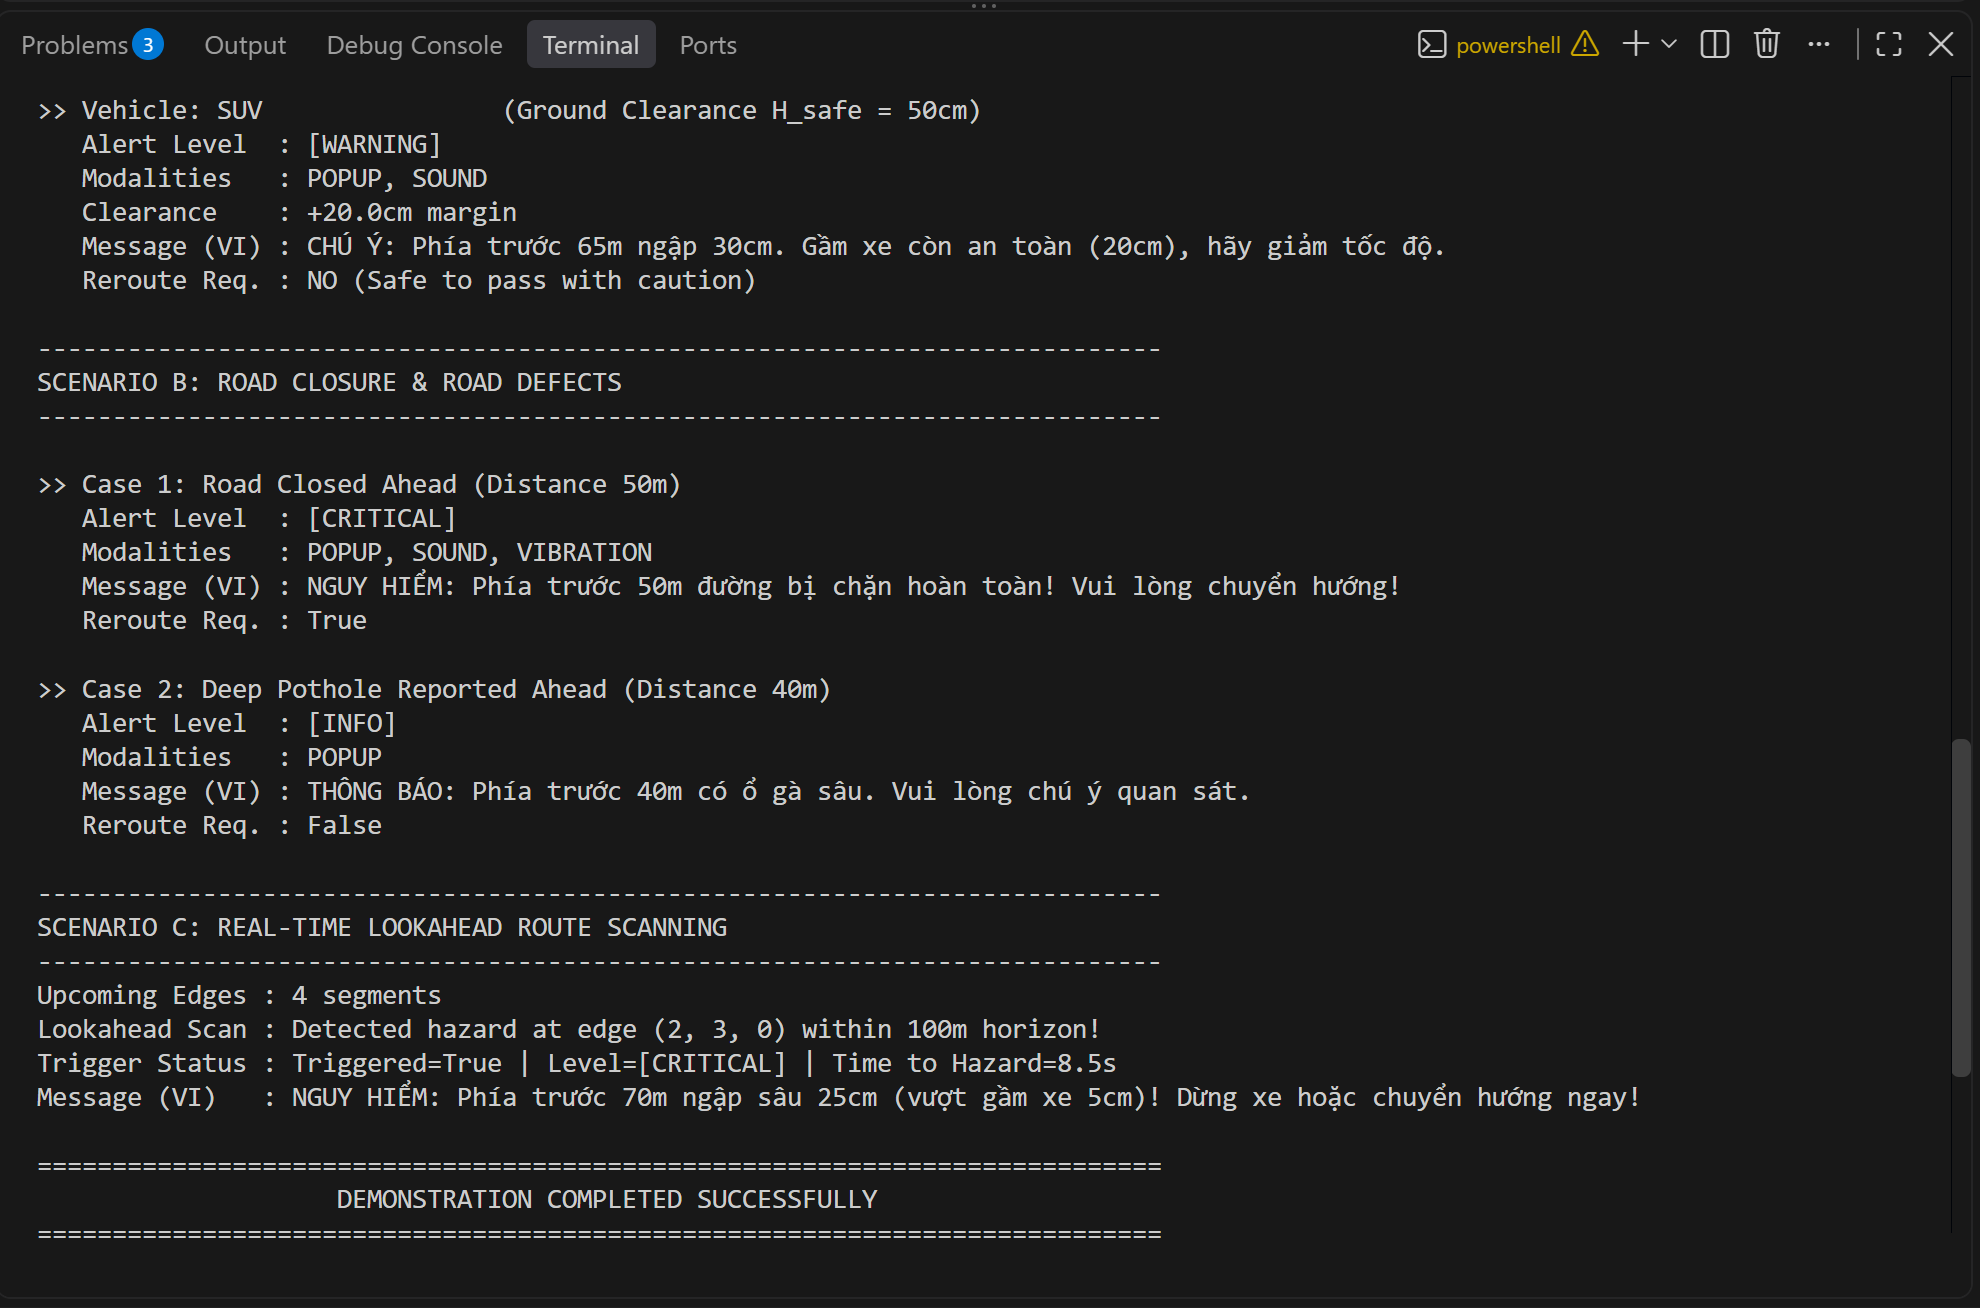 Problems 3 Output Debug Console Terminal Ports powershell
>> Vehicle: SUV                (Ground Clearance H_safe = 50cm)
   Alert Level  : [WARNING]
   Modalities   : POPUP, SOUND
   Clearance    : +20.0cm margin
   Message (VI) : CHÚ Ý: Phía trước 65m ngập 30cm. Gầm xe còn an toàn (20cm), hãy giảm tốc độ.
   Reroute Req. : NO (Safe to pass with caution)
---------------------------------------------------------------------------
SCENARIO B: ROAD CLOSURE & ROAD DEFECTS
---------------------------------------------------------------------------
>> Case 1: Road Closed Ahead (Distance 50m)
   Alert Level  : [CRITICAL]
   Modalities   : POPUP, SOUND, VIBRATION
   Message (VI) : NGUY HIỂM: Phía trước 50m đường bị chặn hoàn toàn! Vui lòng chuyển hướng!
   Reroute Req. : True
>> Case 2: Deep Pothole Reported Ahead (Distance 40m)
   Alert Level  : [INFO]
   Modalities   : POPUP
   Message (VI) : THÔNG BÁO: Phía trước 40m có ổ gà sâu. Vui lòng chú ý quan sát.
   Reroute Req. : False
---------------------------------------------------------------------------
SCENARIO C: REAL-TIME LOOKAHEAD ROUTE SCANNING
---------------------------------------------------------------------------
Upcoming Edges : 4 segments
Lookahead Scan : Detected hazard at edge (2, 3, 0) within 100m horizon!
Trigger Status : Triggered=True | Level=[CRITICAL] | Time to Hazard=8.5s
Message (VI)   : NGUY HIỂM: Phía trước 70m ngập sâu 25cm (vượt gầm xe 5cm)! Dừng xe hoặc chuyển hướng ngay!
===========================================================================
                    DEMONSTRATION COMPLETED SUCCESSFULLY
===========================================================================